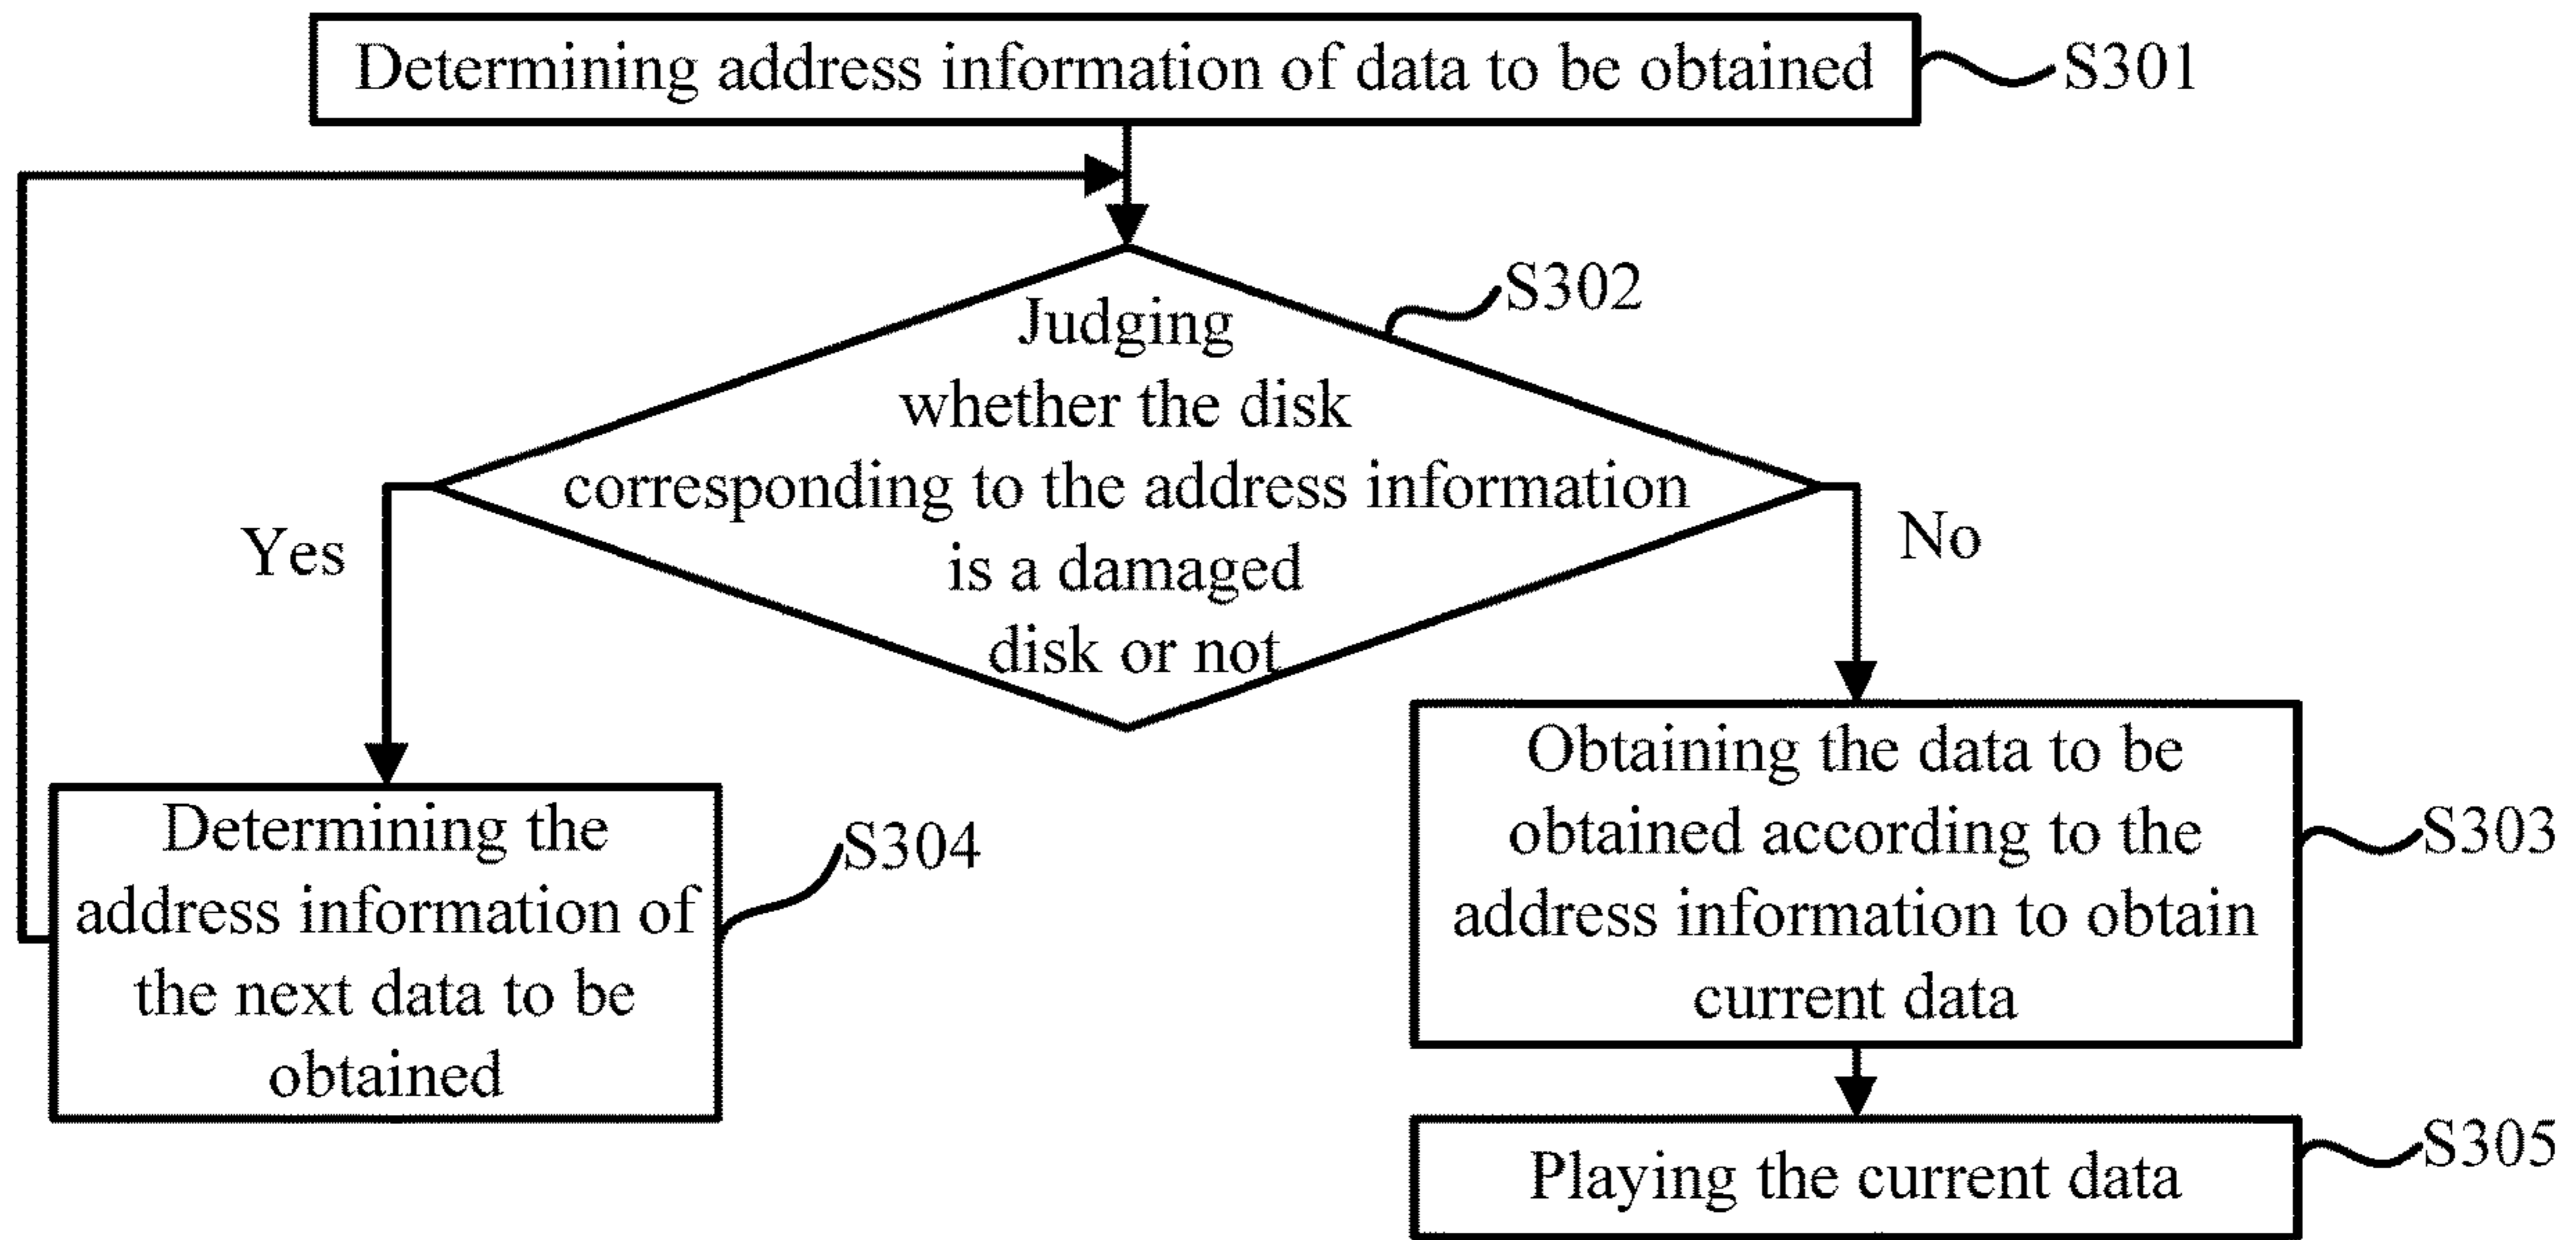 Determining address information of data to be obtained
S301
S302
Judging
whether the disk
corresponding to the address information
is a damaged
disk or not
Yes
No
Determining the
address information of
the next data to be
obtained
S304
Obtaining the data to be
obtained according to the
address information to obtain
current data
S303
Playing the current data
S305